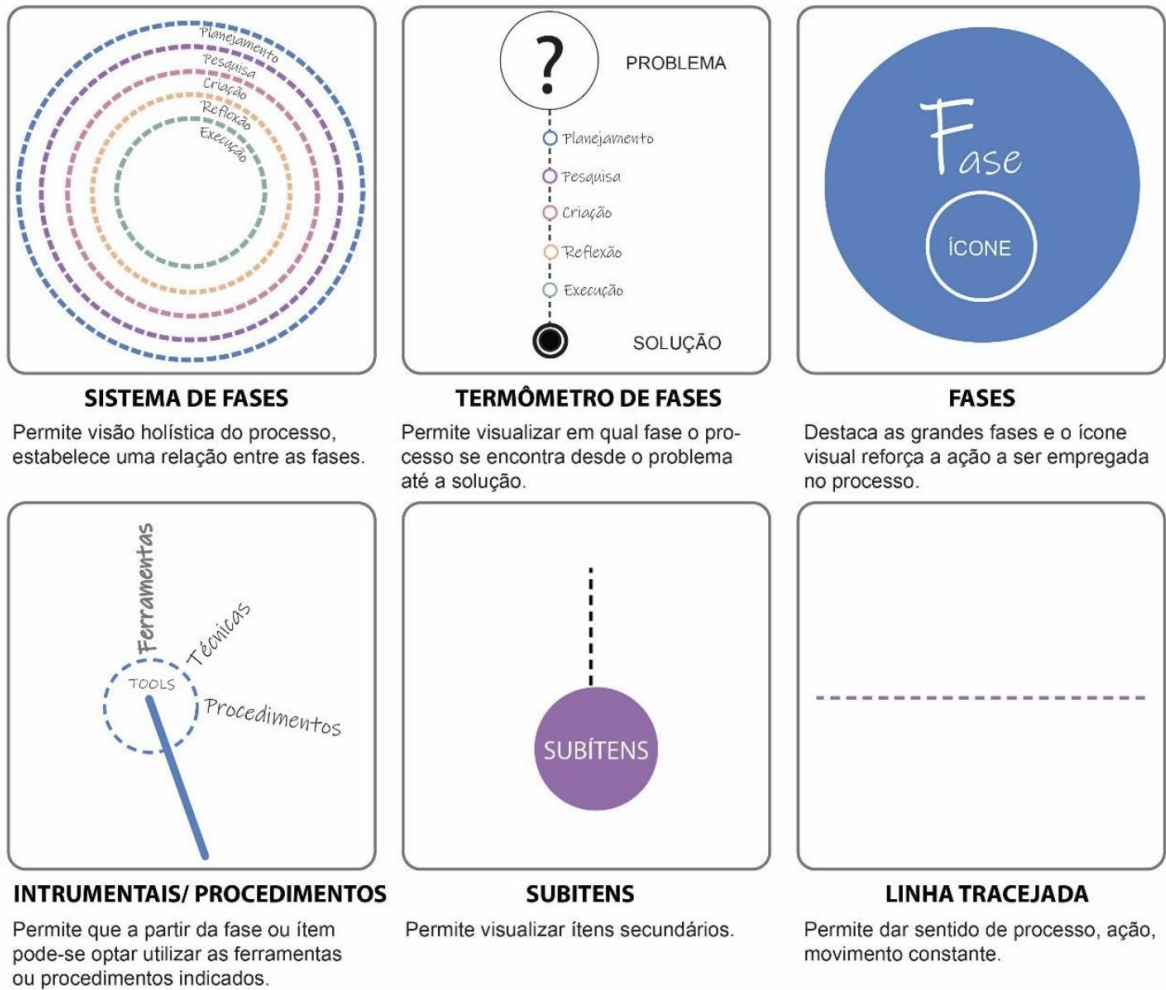 Planejamento
Pesquisa
Criação
Reflexão
Execução
?
PROBLEMA
Planejamento
Pesquisa
Criação
Reflexão
Execução
SOLUÇÃO
Fase
ÍCONE
SISTEMA DE FASES
Permite visão holística do processo,
estabelece uma relação entre as fases.
TERMÔMETRO DE FASES
Permite visualizar em qual fase o pro-
cesso se encontra desde o problema
até a solução.
FASES
Destaca as grandes fases e o ícone
visual reforça a ação a ser empregada
no processo.
Ferramentas
Técnicas
TOOLS
Procedimentos
SUBÍTENS
INTRUMENTAIS/ PROCEDIMENTOS
Permite que a partir da fase ou ítem
pode-se optar utilizar as ferramentas
ou procedimentos indicados.
SUBITENS
Permite visualizar ítens secundários.
LINHA TRACEJADA
Permite dar sentido de processo, ação,
movimento constante.